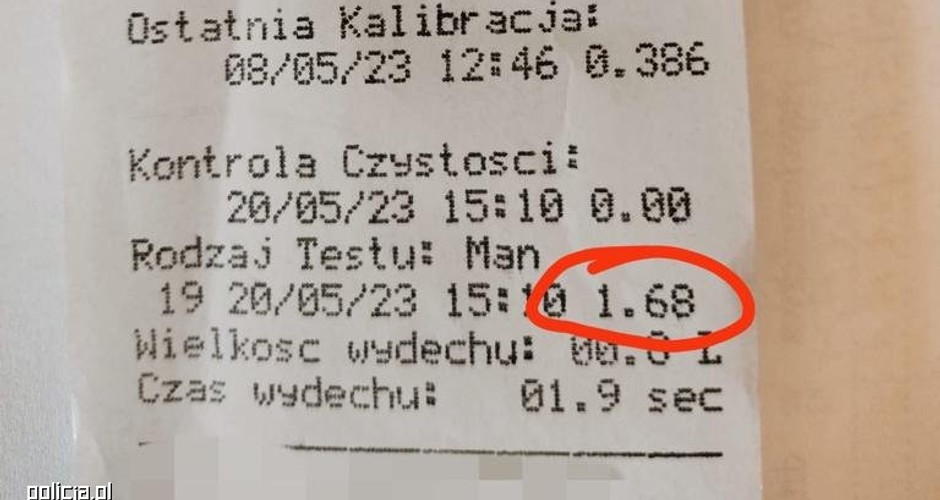 Ostatnia Kalibracja:
08/05/23 12:46 0.386
Kontrola Czystosci:
20/05/23 15:10 0.00
Rodzaj Testu: Man
19 20/05/23 15:10 1.68
Wielkosc wydechu: L
Czas wydechu: 01.9 sec
policja.pl